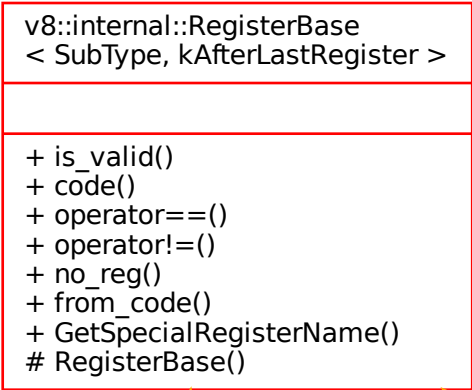 v8::internal::RegisterBase
< SubType, kAfterLastRegister >
+ is_valid()
+ code()
+ operator==()
+ operator!=()
+ no_reg()
+ from_code()
+ GetSpecialRegisterName()
# RegisterBase()